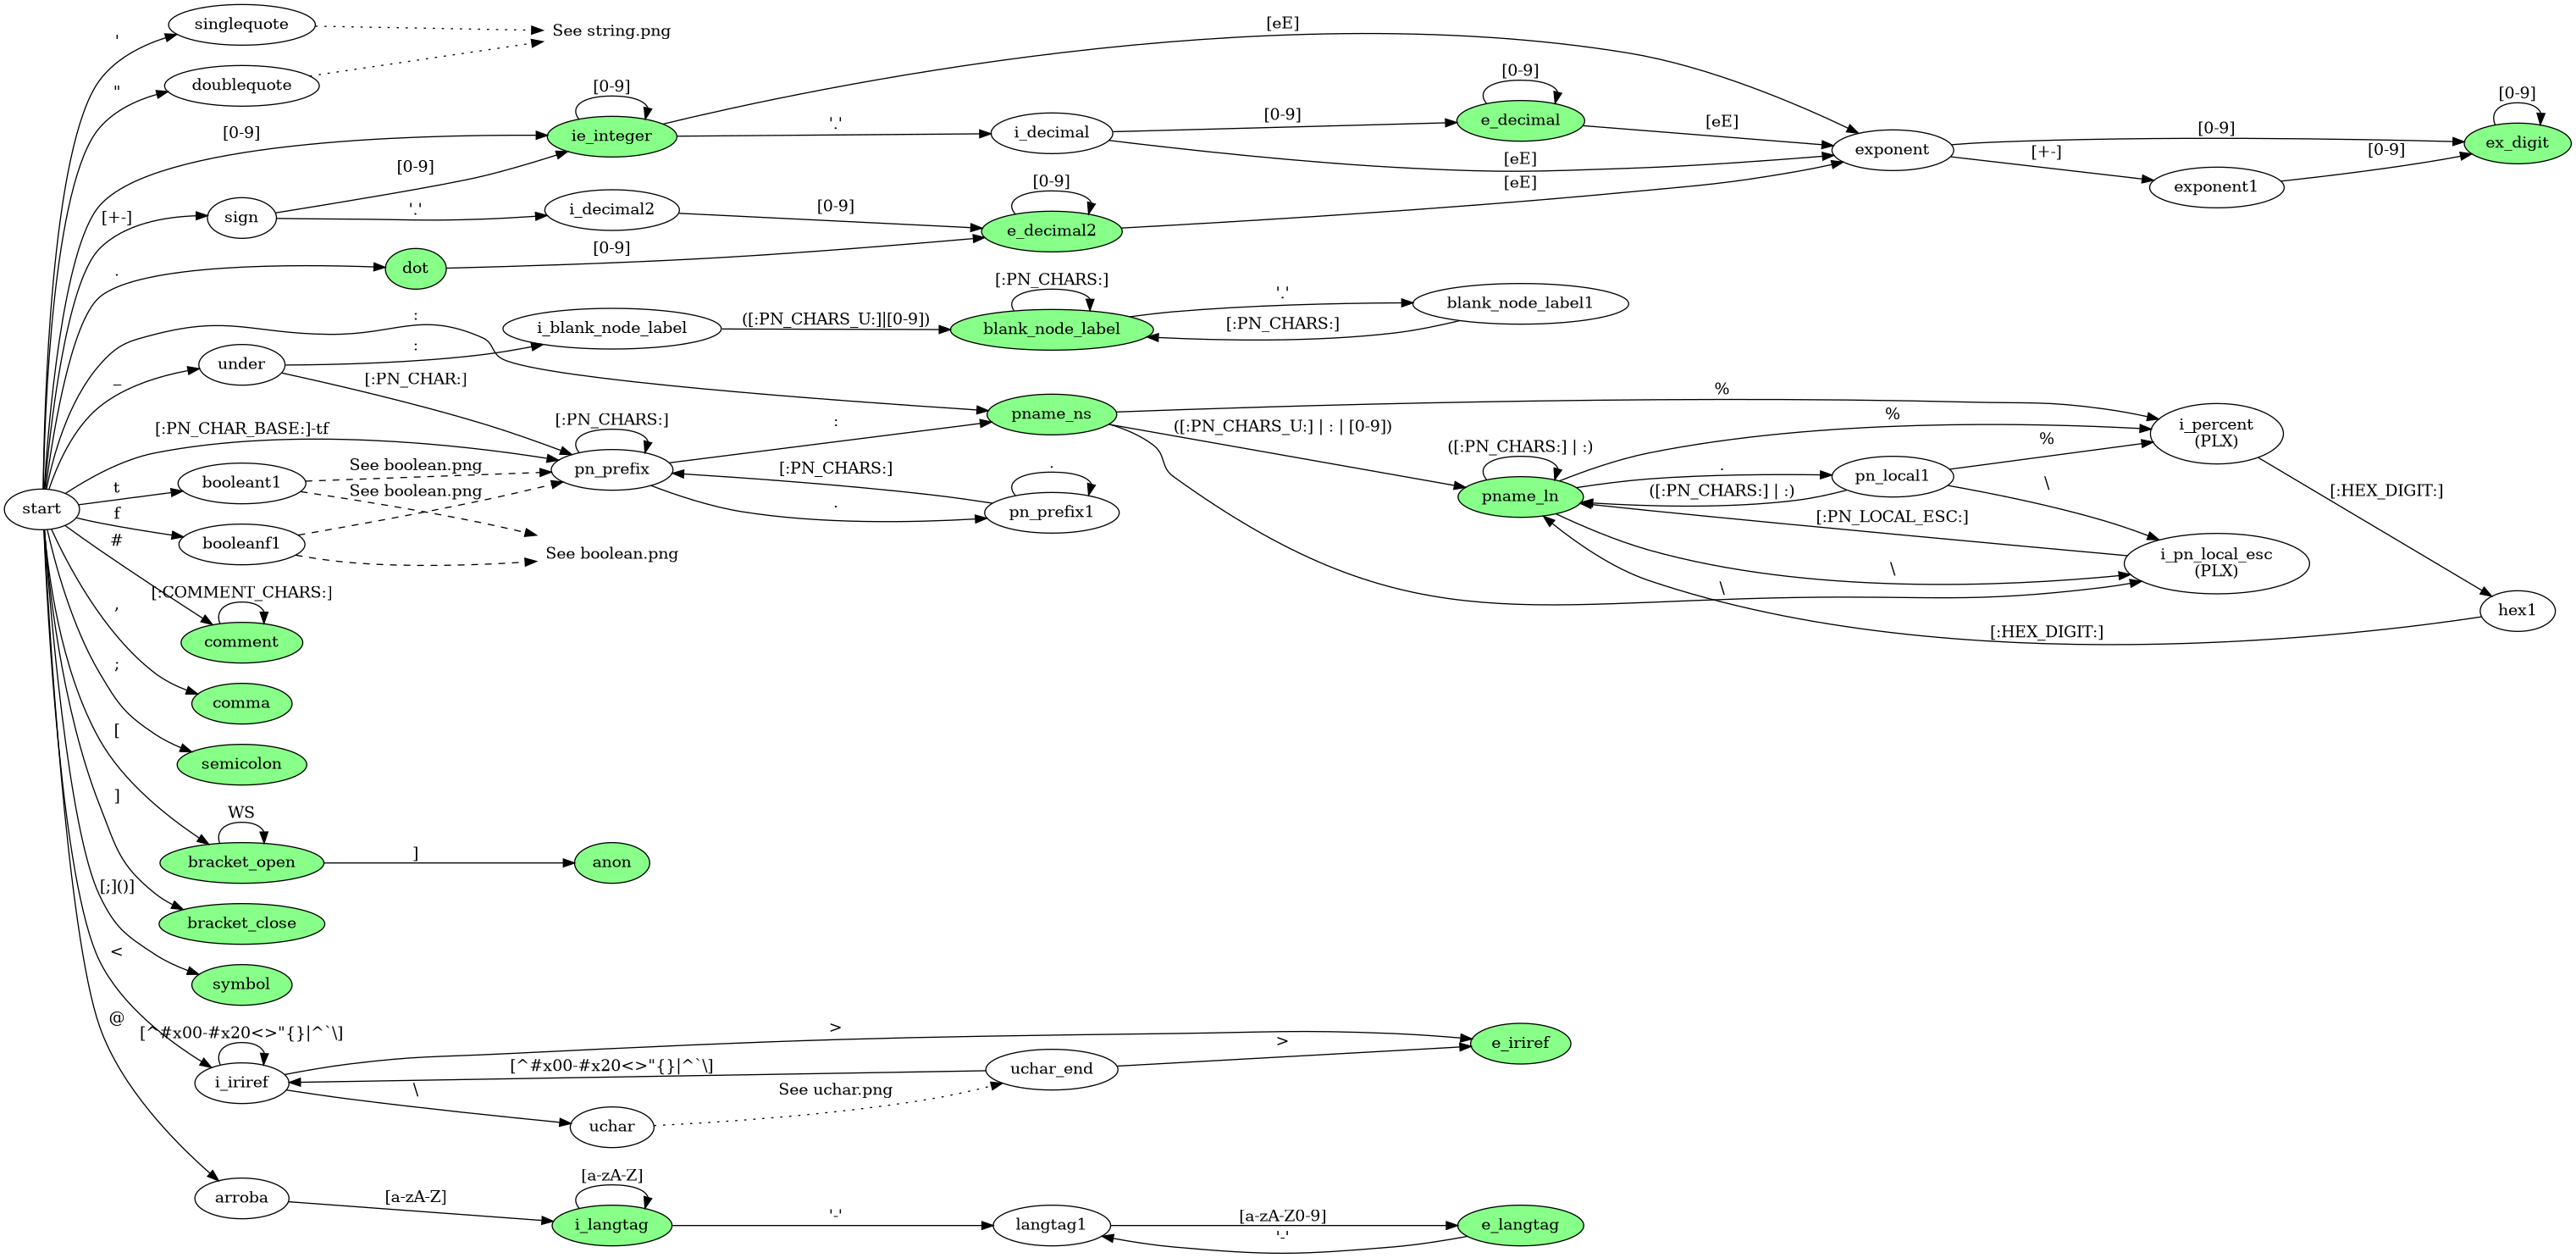 singlequote
'
See string.png
[eE]
doublequote
"
[0-9]
[0-9]
[0-9]
[0-9]
e_decimal
ie_integer
'.'
i_decimal
[0-9]
[eE]
[0-9]
ex_digit
exponent
[0-9]
[eE]
[+-]
[0-9]
exponent1
[+-]
sign
'.'
i_decimal2
[0-9]
[0-9]
[eE]
e_decimal2
[0-9]
.
dot
[:PN_CHARS:]
'.'
blank_node_label1
:
i_blank_node_label
([:PN_CHARS_U:]|[0-9])
blank_node_label
[:PN_CHARS:]
:
under
_
[:PN_CHAR:]
%
pname_ns
([:PN_CHARS_U:] | : | [0-9])
%
i_percent
(PLX)
[:PN_CHAR_BASE:]-tf
[:PN_CHARS:]
:
%
pn_prefix
([:PN_CHARS:] | :)
.
pn_local1
See boolean.png
booleant1
t
[:PN_CHARS:]
.
pname_ln
([:PN_CHARS:] | :)
\
[:HEX_DIGIT:]
See boolean.png
start
f
.
pn_prefix1
[:PN_LOCAL_ESC:]
booleanf1
#
See boolean.png
i_pn_local_esc
(PLX)
\
\
[:COMMENT_CHARS:]
comment
hex1
[:HEX_DIGIT:]
,
comma
;
semicolon
[
WS
]
bracket_open
]
anon
[;]()]
bracket_close
<
symbol
@
[^#x00-#x20<>"{}|^`\]
>
>
e_iriref
i_iriref
[^#x00-#x20<>"{}|^`\]
uchar_end
\
See uchar.png
uchar
arroba
[a-zA-Z]
[a-zA-Z]
i_langtag
'-'
langtag1
[a-zA-Z0-9]
e_langtag
'-'